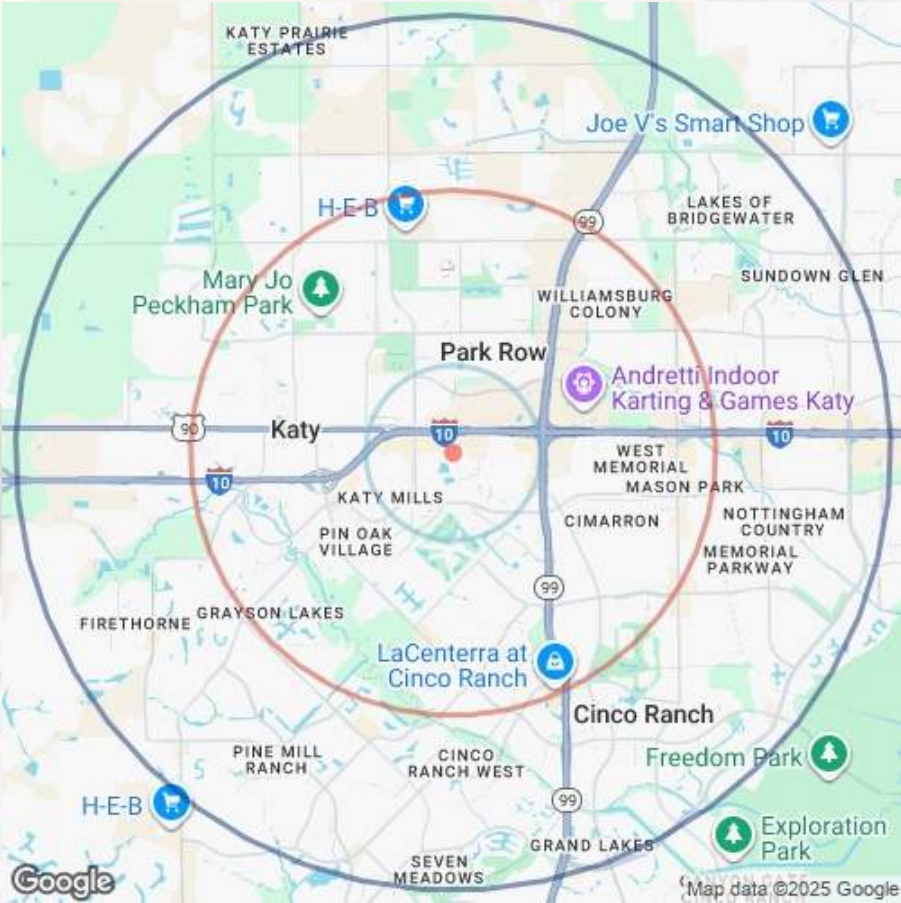 KATY PRAIRIE
ESTATES
Joe V's Smart Shop
H-E-B
LAKES OF
BRIDGEWATER
99
Mary Jo
Peckham Park
SUNDOWN GLEN
WILLIAMSBURG
COLONY
Park Row
Andretti Indoor
Karting & Games Katy
90
Katy
10
10
WEST
MEMORIAL
10
MASON PARK
KATY MILLS
CIMARRON
NOTTINGHAM
COUNTRY
PIN OAK
VILLAGE
MEMORIAL
PARKWAY
99
FIRETHORNE
GRAYSON LAKES
LaCenterra at
Cinco Ranch
Cinco Ranch
PINE MILL
RANCH
CINCO
RANCH WEST
Freedom Park
H-E-B
99
Exploration
Park
GRAND LAKES
SEVEN
MEADOWS
Google
Map data ©2025 Google